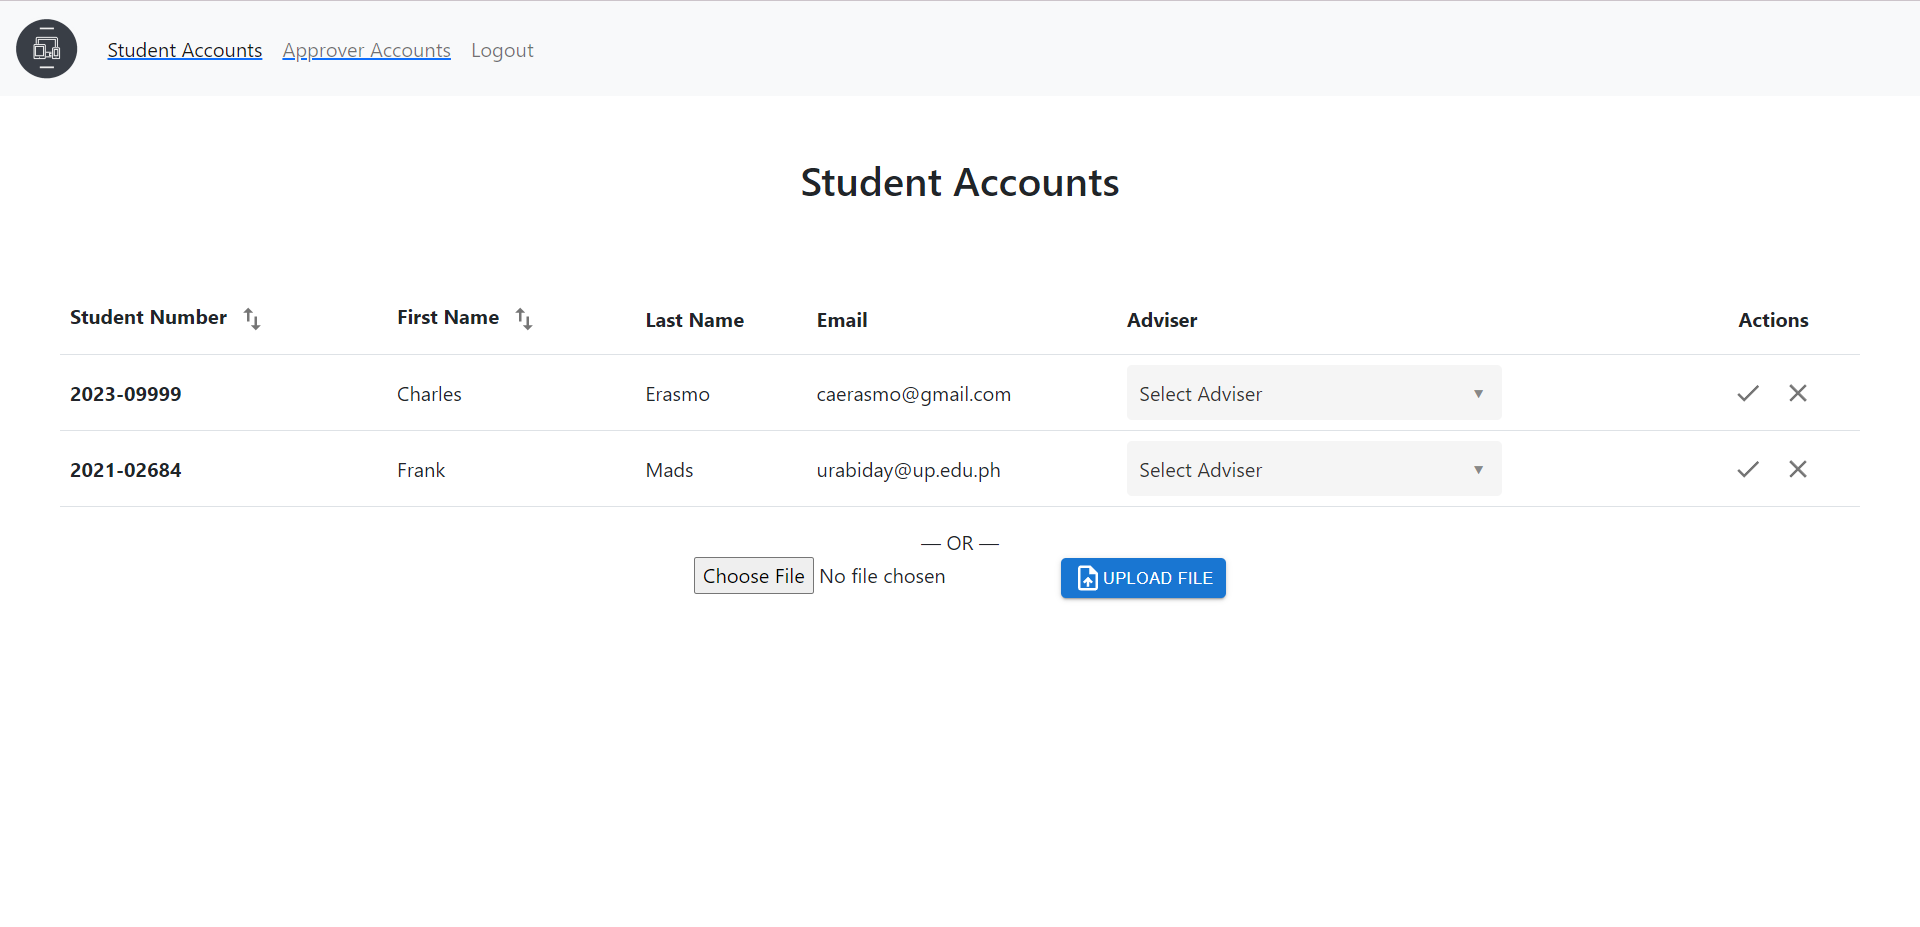 Student Accounts Approver Accounts Logout
Student Accounts
Student Number First Name Last Name Email Adviser Actions
2023-09999 Charles Erasmo caerasmo@gmail.com Select Adviser
2021-02684 Frank Mads urabiday@up.edu.ph Select Adviser
— OR —
Choose File No file chosen UPLOAD FILE